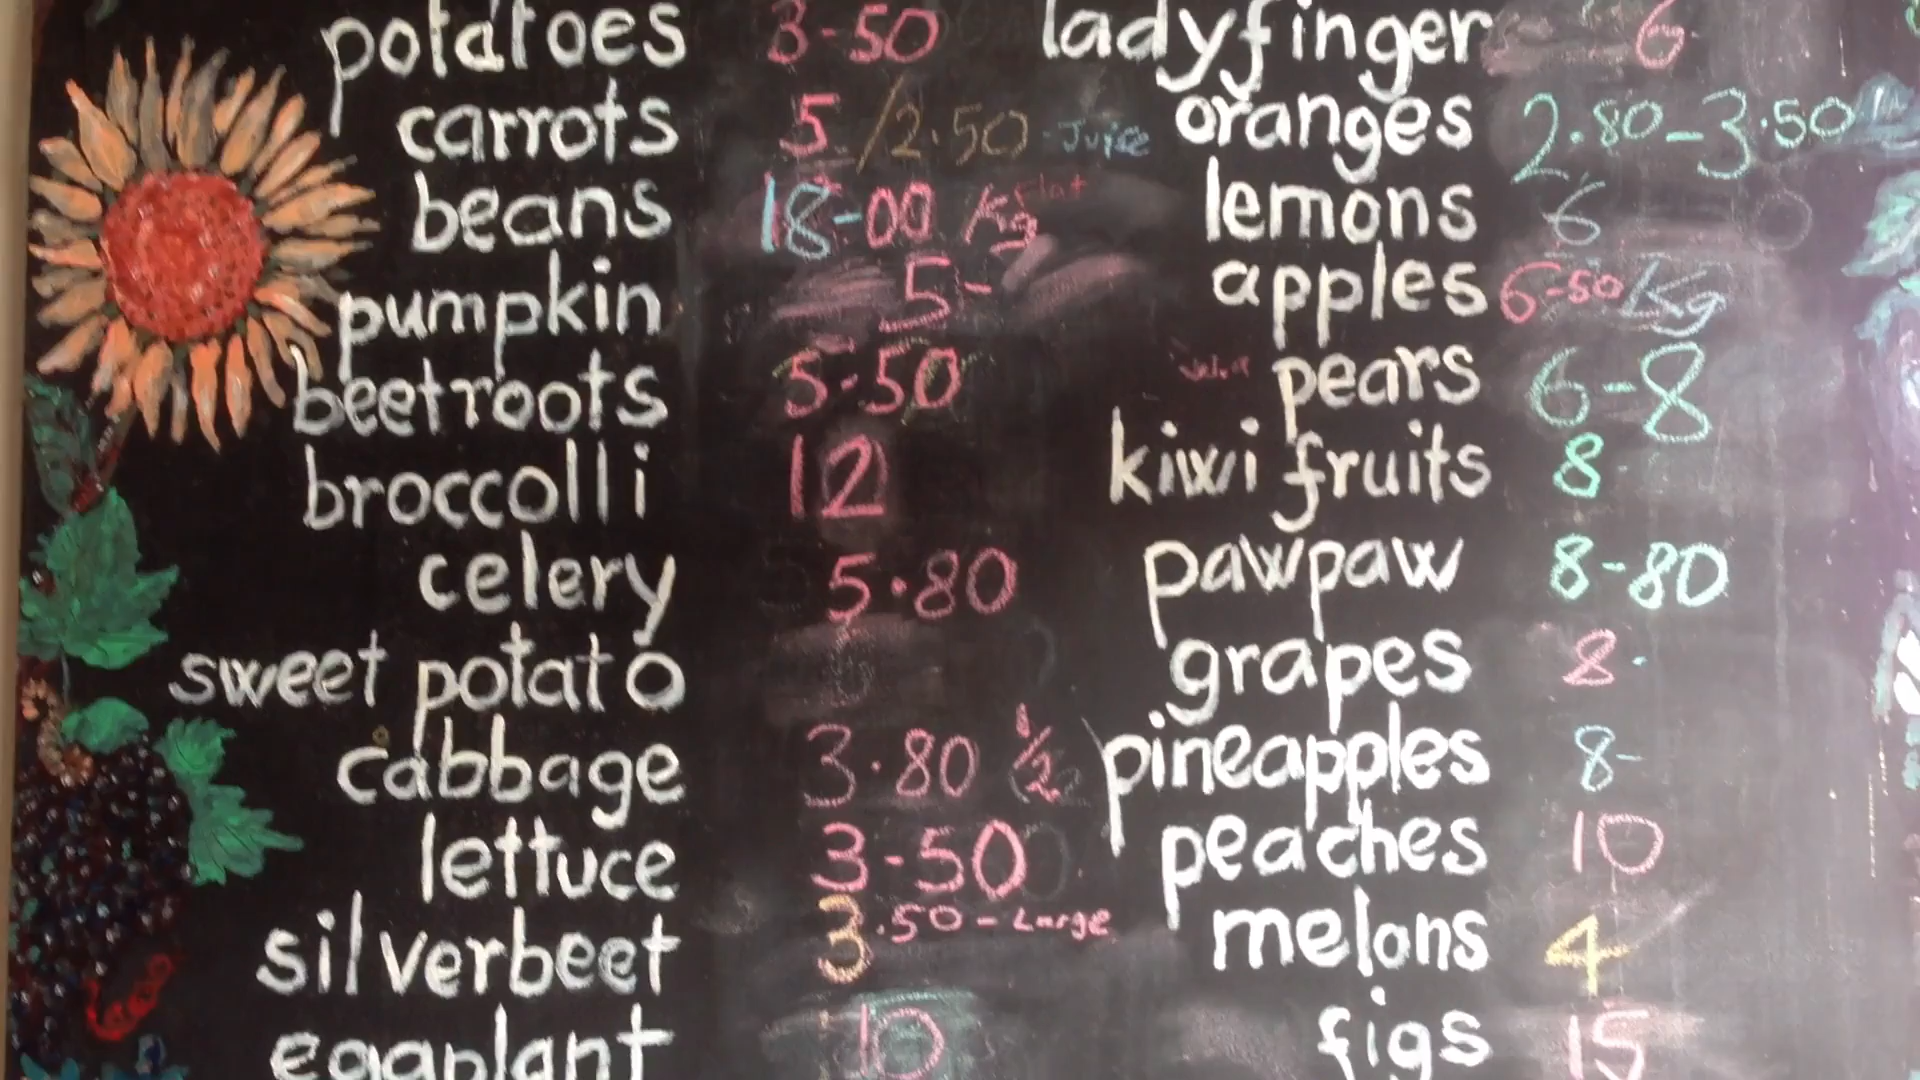 potatoes 3-50
carrots 5 /2.50 -Juice
beans 18-00 Kg flat
pumpkin 5-
beetroots 5-50
broccolli 12
celery 5.80
sweet potato
cabbage 3.80 1/2
lettuce 3-50
silverbeet 3.50-Large
eggplant 10
ladyfinger 6
oranges 2.80-3.50
lemons 6
apples 6-50 Kg
pears 6-8
kiwi fruits 8
pawpaw 8-80
grapes 8-
pineapples 8-
peaches 10
melons 4
figs 15